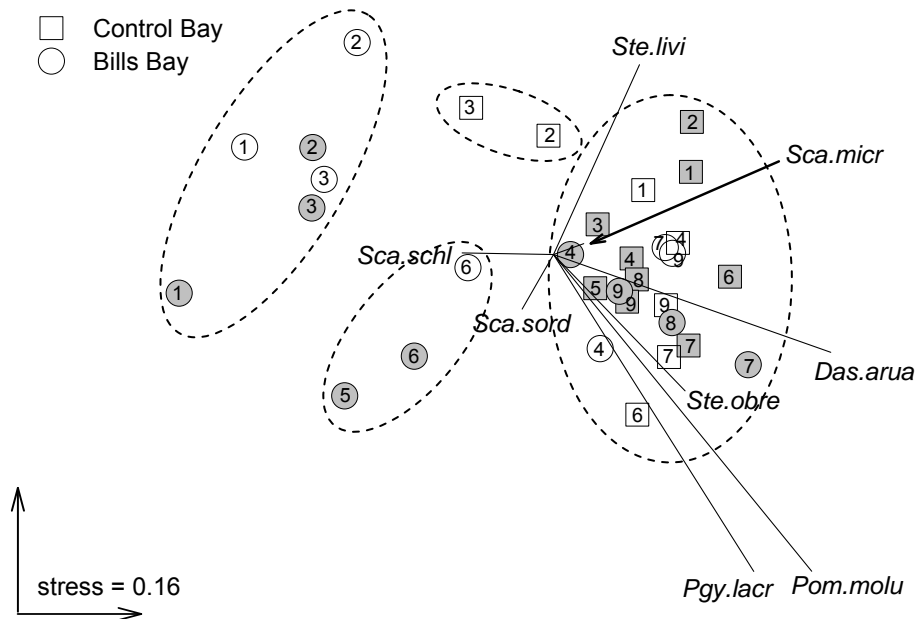 Control Bay
Bills Bay
2
Ste.livi
3
2
2
1
2
Sca.micr
1
3
1
3
3
7
4
Sca.schl
6
4
4
9
8
6
1
5
9
9
9
Sca.sord
8
4
7
7
7
Das.arua
6
5
Ste.obre
6
stress = 0.16
Pgy.lacr
Pom.molu